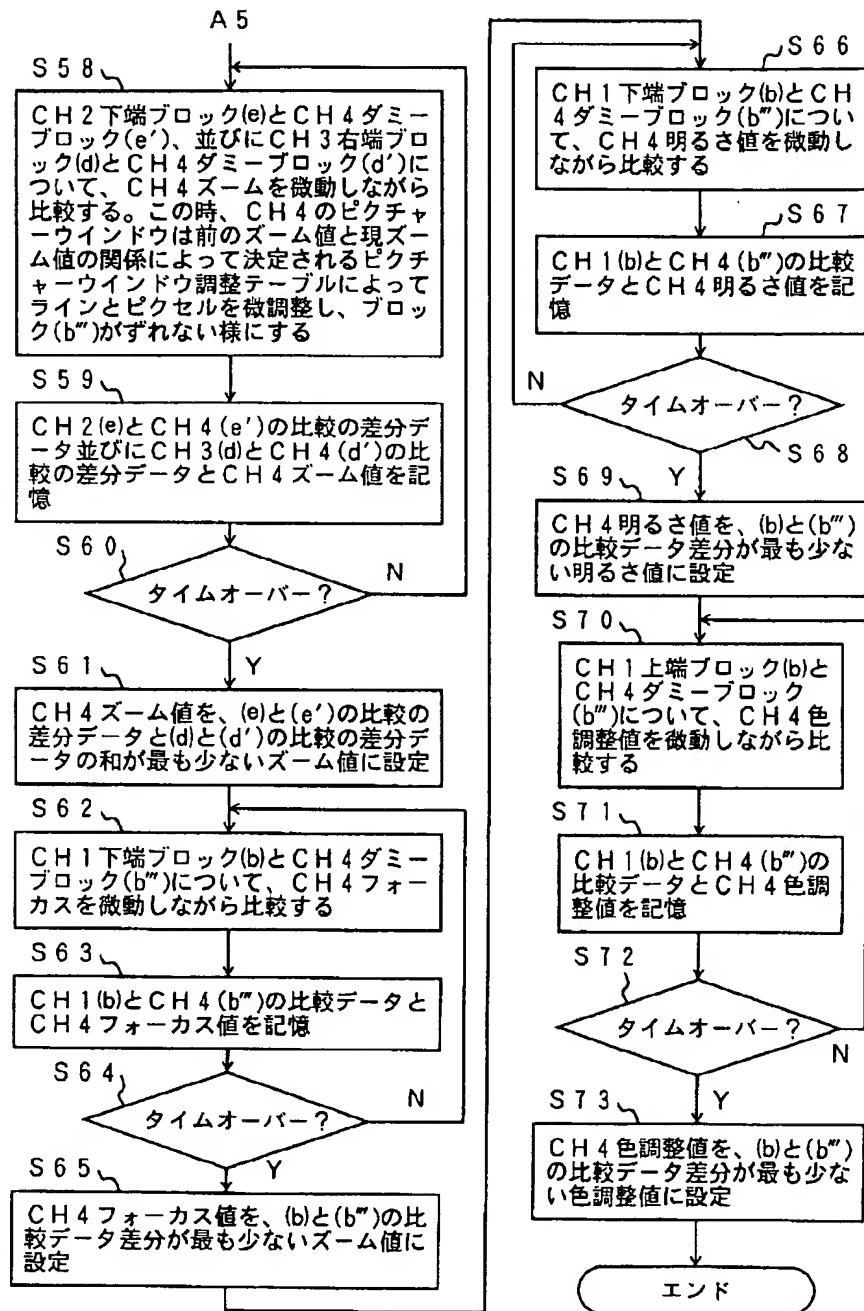 A5
S58
CH2下端ブロック(e)とCH4ダミー
ブロック(e′)、並びにCH3右端ブロ
ック(d)とCH4ダミーブロック(d′)に
ついて、CH4ズームを微動しながら
比較する。この時、CH4のピクチャ
ーウインドウは前のズーム値と現ズー
ム値の関係によって決定されるピク
チャーウインドウ調整テーブルによって
ラインとピクセルを微調整し、ブロッ
ク(b‴)がずれない様にする
S59
CH2(e)とCH4(e′)の比較の差分デ
ータ並びにCH3(d)とCH4(d′)の比
較の差分データとCH4ズーム値を記
憶
S60
タイムオーバー?
N
Y
S61
CH4ズーム値を、(e)と(e′)の比較の
差分データと(d)と(d′)の比較の差分デ
ータの和が最も少ないズーム値に設定
S62
CH1下端ブロック(b)とCH4ダミー
ブロック(b‴)について、CH4フォー
カスを微動しながら比較する
S63
CH1(b)とCH4(b‴)の比較データと
CH4フォーカス値を記憶
S64
タイムオーバー?
N
Y
S65
CH4フォーカス値を、(b)と(b‴)の比
較データ差分が最も少ないズーム値に
設定
S66
CH1下端ブロック(b)とCH
4ダミーブロック(b‴)につい
て、CH4明るさ値を微動し
ながら比較する
S67
CH1(b)とCH4(b‴)の比較
データとCH4明るさ値を記
憶
N
タイムオーバー?
S68
Y
S69
CH4明るさ値を、(b)と(b‴)
の比較データ差分が最も少な
い明るさ値に設定
S70
CH1上端ブロック(b)と
CH4ダミーブロック
(b‴)について、CH4色
調整値を微動しながら比
較する
S71
CH1(b)とCH4(b‴)の
比較データとCH4色調
整値を記憶
S72
タイムオーバー?
N
Y
S73
CH4色調整値を、(b)と(b‴)
の比較データ差分が最も少な
い色調整値に設定
エンド